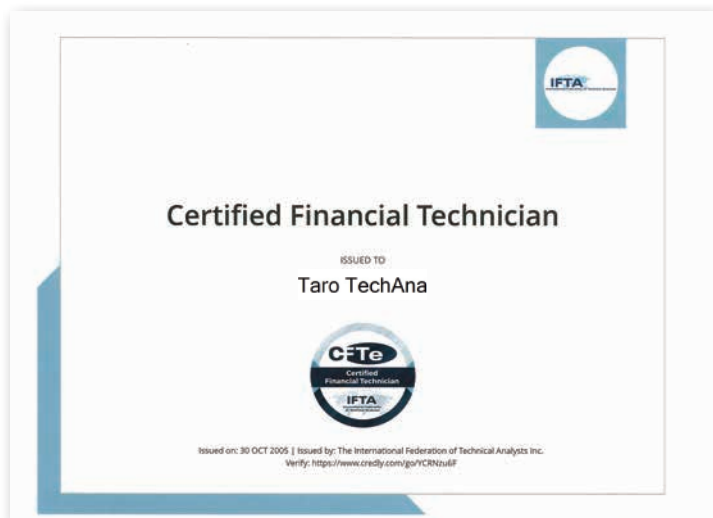 IFTA
Certified Financial Technician
ISSUED TO
Taro TechAna
CFTe
Certified
Financial Technician
IFTA
Issued on: 30 OCT 2005 | Issued by: The International Federation of Technical Analysts Inc.
Verify: https://www.credly.com/go/YCRNzu6F